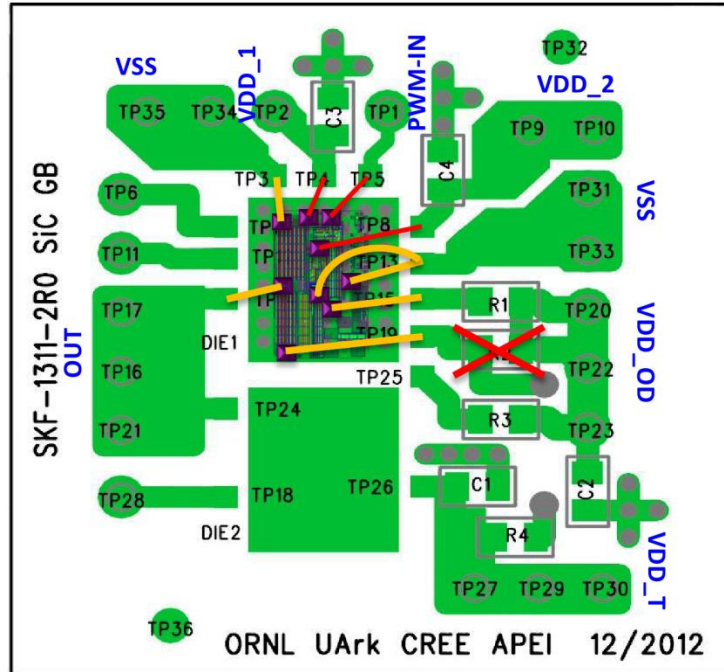 VSS
VDD_1
PWM-IN
TP32
VDD_2
TP35
TP34
TP2
C3
TP1
C4
TP9
TP10
TP3
TP4
TP5
TP6
TP
TP8
TP31
VSS
TP11
TP
TP13
TP33
TP17
TP
R1
TP20
DIE1
TP19
OUT
TP16
TP22
VDD_OD
TP25
TP21
TP24
R3
TP23
TP28
TP18
TP26
C1
C2
DIE2
R4
VDD_T
TP27
TP29
TP30
TP36
SKF-1311-2R0 SiC GB
ORNL UArk CREE APEI 12/2012